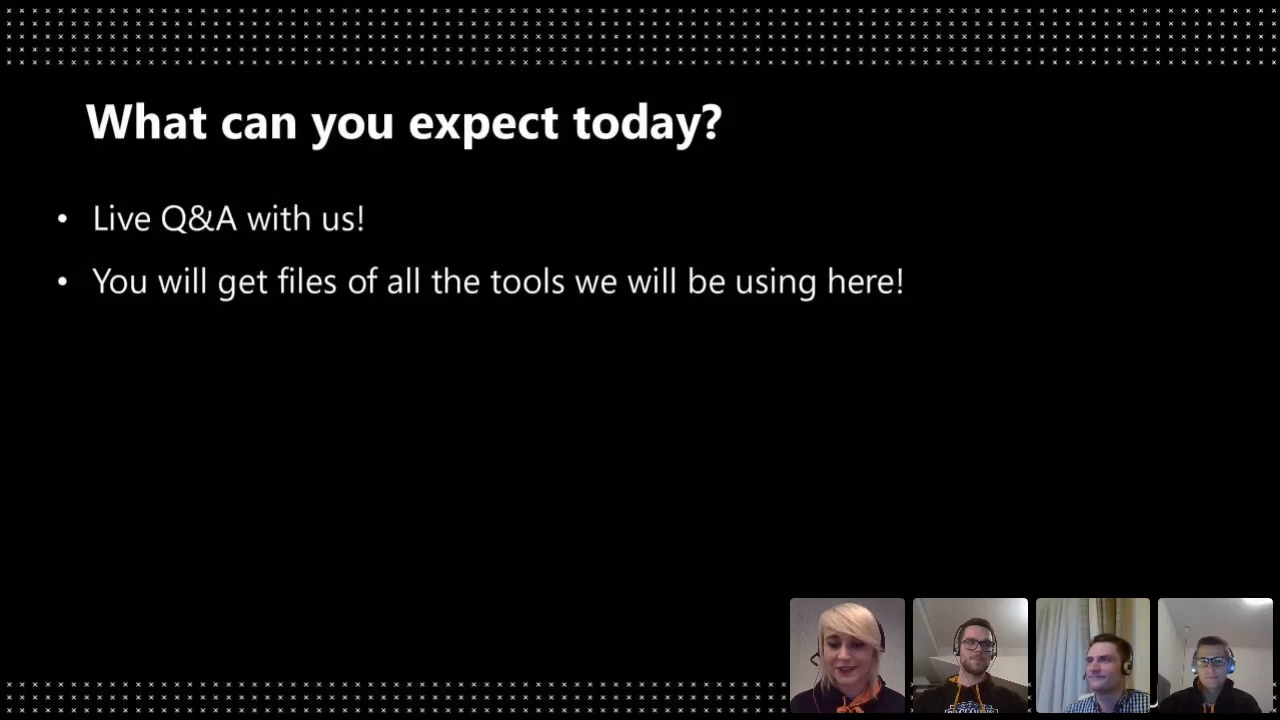 What can you expect today?
• Live Q&A with us!
• You will get files of all the tools we will be using here!